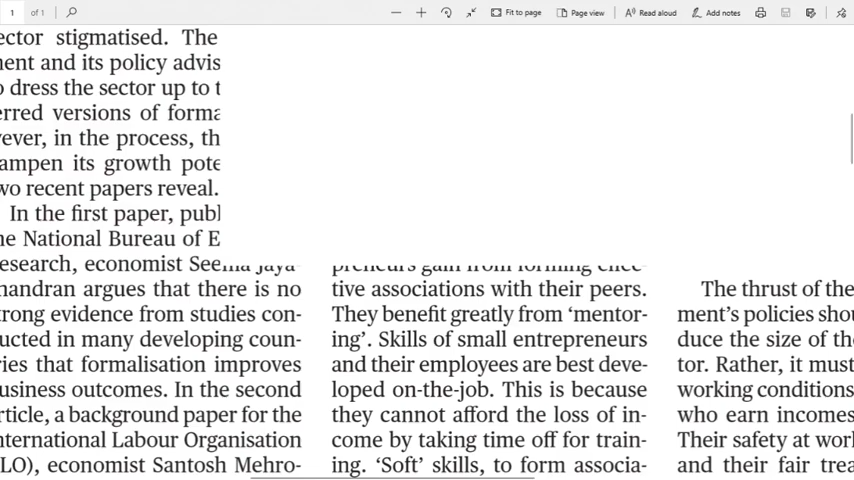 1 of 1
Fit to page
Page view
Read aloud
Add notes
ector stigmatised. The
ent and its policy advis
dress the sector up to t
erred versions of forma
ever, in the process, th
ampen its growth pote
wo recent papers reveal.
In the first paper, publ
e National Bureau of E
esearch, economist Seema Jaya-
handran argues that there is no
trong evidence from studies con-
ucted in many developing coun-
ries that formalisation improves
usiness outcomes. In the second
rticle, a background paper for the
nternational Labour Organisation
LO), economist Santosh Mehro-
preneurs gain from forming effec-
tive associations with their peers.
They benefit greatly from ‘mentor-
ing’. Skills of small entrepreneurs
and their employees are best deve-
loped on-the-job. This is because
they cannot afford the loss of in-
come by taking time off for train-
ing. ‘Soft’ skills, to form associa-
The thrust of the
ment’s policies shou
duce the size of the
tor. Rather, it must
working conditions
who earn incomes
Their safety at work
and their fair trea